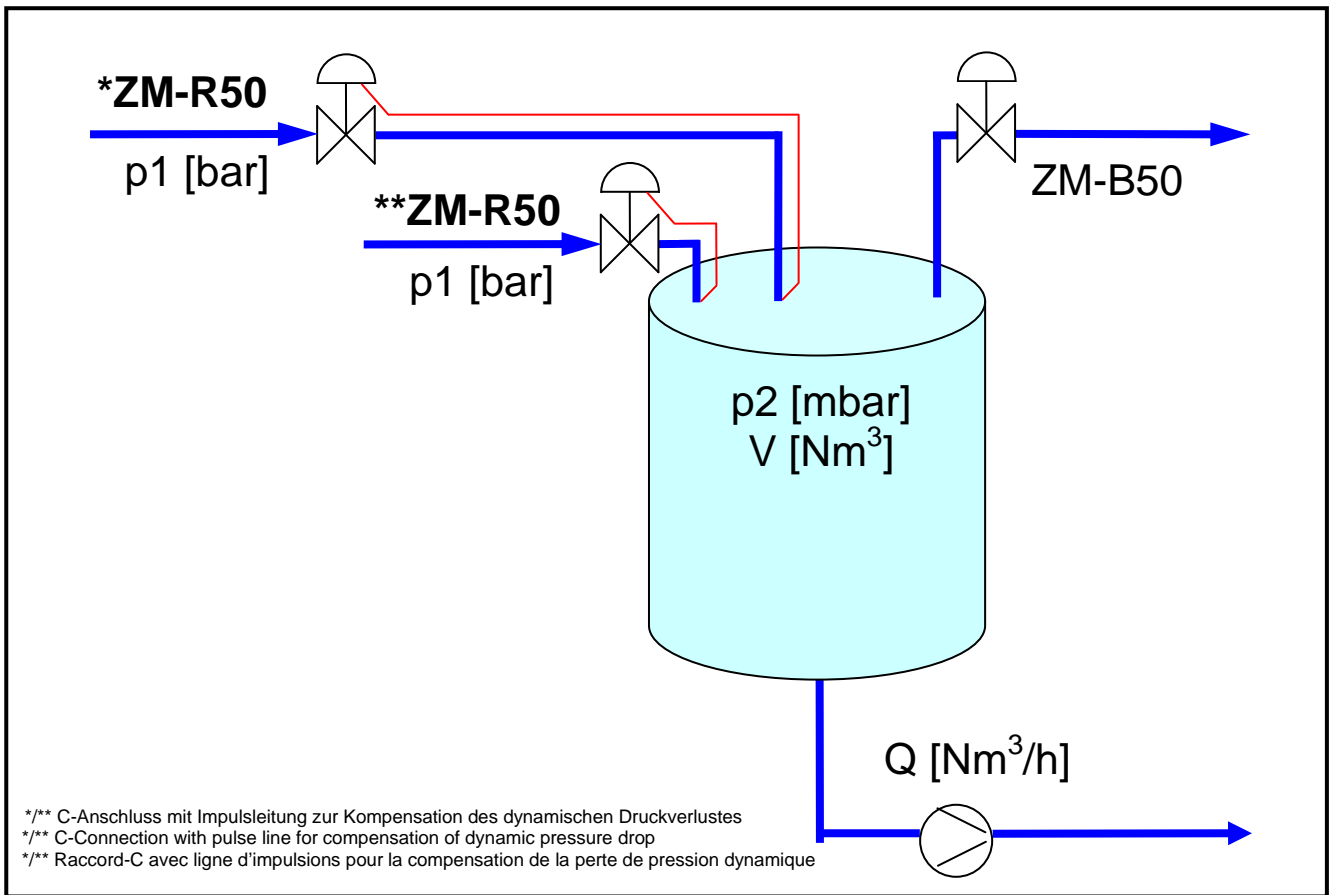 *ZM-R50
p1 [bar]
**ZM-R50
p1 [bar]
ZM-B50
p2 [mbar]
V [Nm³]
Q [Nm³/h]
*/** C-Anschluss mit Impulsleitung zur Kompensation des dynamischen Druckverlustes
*/** C-Connection with pulse line for compensation of dynamic pressure drop
*/** Raccord-C avec ligne d'impulsions pour la compensation de la perte de pression dynamique